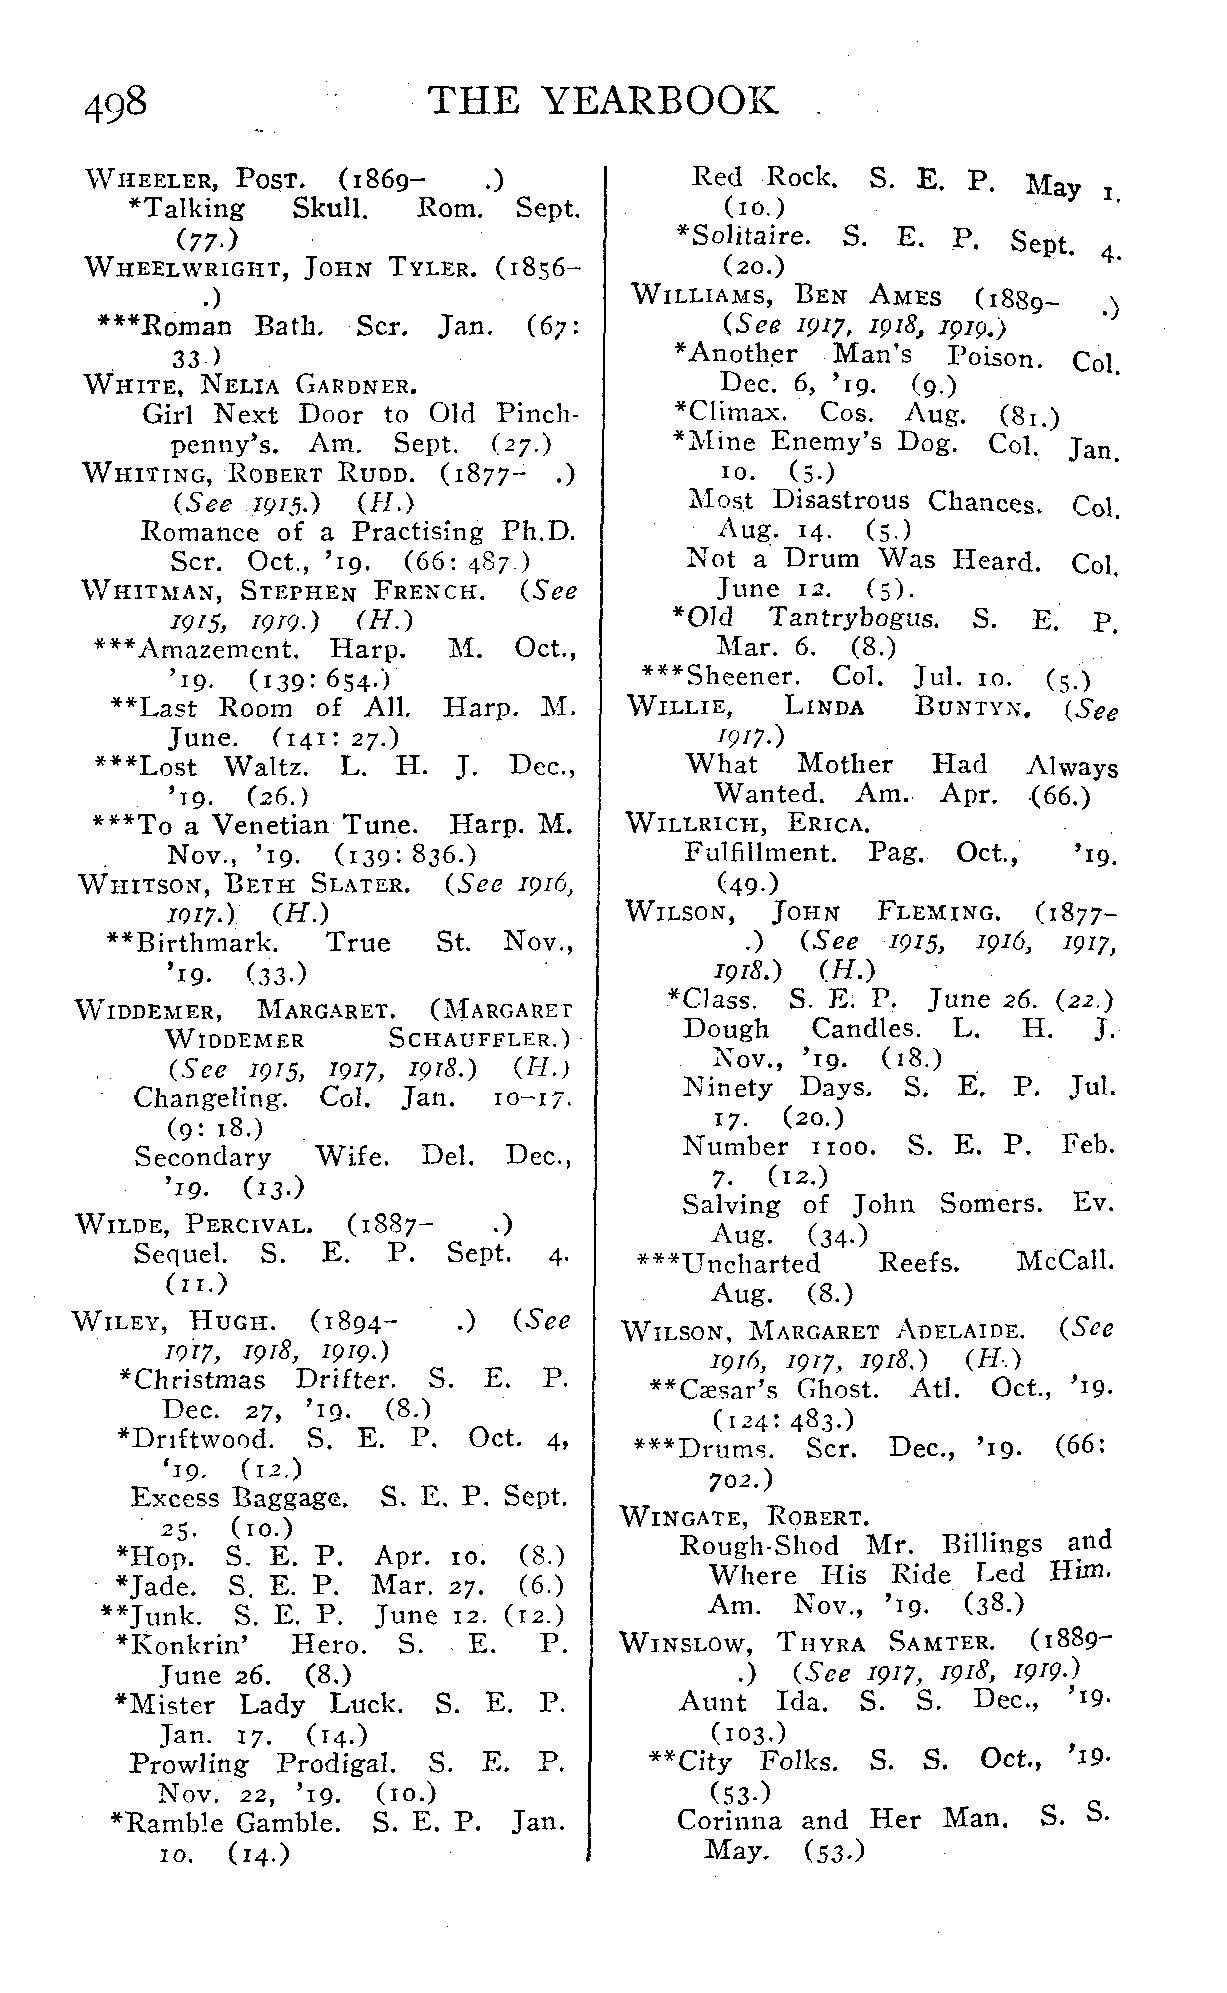 498 THE YEARBOOK
WHEELER, POST. (1869– .)
*Talking Skull. Rom. Sept.
(77.)
WHEELWRIGHT, JOHN TYLER. (1856–
.)
***Roman Bath. Scr. Jan. (67:
33.)
WHITE, NELIA GARDNER.
Girl Next Door to Old Pinch-
penny's. Am. Sept. (27.)
WHITING, ROBERT RUDD. (1877– .)
(See 1915.) (H.)
Romance of a Practising Ph.D.
Scr. Oct., '19. (66: 487.)
WHITMAN, STEPHEN FRENCH. (See
1915, 1919.) (H.)
***Amazement. Harp. M. Oct.,
'19. (139: 654.)
**Last Room of All. Harp. M.
June. (141: 27.)
***Lost Waltz. L. H. J. Dec.,
'19. (26.)
***To a Venetian Tune. Harp. M.
Nov., '19. (139: 836.)
WHITSON, BETH SLATER. (See 1916,
1917.) (H.)
**Birthmark. True St. Nov.,
'19. (33.)
WIDDEMER, MARGARET. (MARGARET
WIDDEMER SCHAUFFLER.)
(See 1915, 1917, 1918.) (H.)
Changeling. Col. Jan. 10–17.
(9: 18.)
Secondary Wife. Del. Dec.,
'19. (13.)
WILDE, PERCIVAL. (1887– .)
Sequel. S. E. P. Sept. 4.
(11.)
WILEY, HUGH. (1894– .) (See
1917, 1918, 1919.)
*Christmas Drifter. S. E. P.
Dec. 27, '19. (8.)
*Driftwood. S. E. P. Oct. 4,
'19. (12.)
Excess Baggage. S. E. P. Sept.
25. (10.)
*Hop. S. E. P. Apr. 10. (8.)
*Jade. S. E. P. Mar. 27. (6.)
**Junk. S. E. P. June 12. (12.)
*Konkrin' Hero. S. E. P.
June 26. (8.)
*Mister Lady Luck. S. E. P.
Jan. 17. (14.)
Prowling Prodigal. S. E. P.
Nov. 22, '19. (10.)
*Ramble Gamble. S. E. P. Jan.
10. (14.)
Red Rock. S. E. P. May 1.
(10.)
*Solitaire. S. E. P. Sept. 4.
(20.)
WILLIAMS, BEN AMES (1889– .)
(See 1917, 1918, 1919.)
*Another Man's Poison. Col.
Dec. 6, '19. (9.)
*Climax. Cos. Aug. (81.)
*Mine Enemy's Dog. Col. Jan.
10. (5.)
Most Disastrous Chances. Col.
Aug. 14. (5.)
Not a Drum Was Heard. Col.
June 12. (5).
*Old Tantrybogus. S. E. P.
Mar. 6. (8.)
***Sheener. Col. Jul. 10. (5.)
WILLIE, LINDA BUNTYN. (See
1917.)
What Mother Had Always
Wanted. Am. Apr. (66.)
WILLRICH, ERICA.
Fulfillment. Pag. Oct., '19.
(49.)
WILSON, JOHN FLEMING. (1877–
.) (See 1915, 1916, 1917,
1918.) (H.)
*Class. S. E. P. June 26. (22.)
Dough Candles. L. H. J.
Nov., '19. (18.)
Ninety Days. S. E. P. Jul.
17. (20.)
Number 1100. S. E. P. Feb.
7. (12.)
Salving of John Somers. Ev.
Aug. (34.)
***Uncharted Reefs. McCall.
Aug. (8.)
WILSON, MARGARET ADELAIDE. (See
1916, 1917, 1918.) (H.)
**Cæsar's Ghost. Atl. Oct., '19.
(124: 483.)
***Drums. Scr. Dec., '19. (66:
702.)
WINGATE, ROBERT.
Rough-Shod Mr. Billings and
Where His Ride Led Him.
Am. Nov., '19. (38.)
WINSLOW, THYRA SAMTER. (1889–
.) (See 1917, 1918, 1919.)
Aunt Ida. S. S. Dec., '19.
(103.)
**City Folks. S. S. Oct., '19.
(53.)
Corinna and Her Man. S. S.
May. (53.)